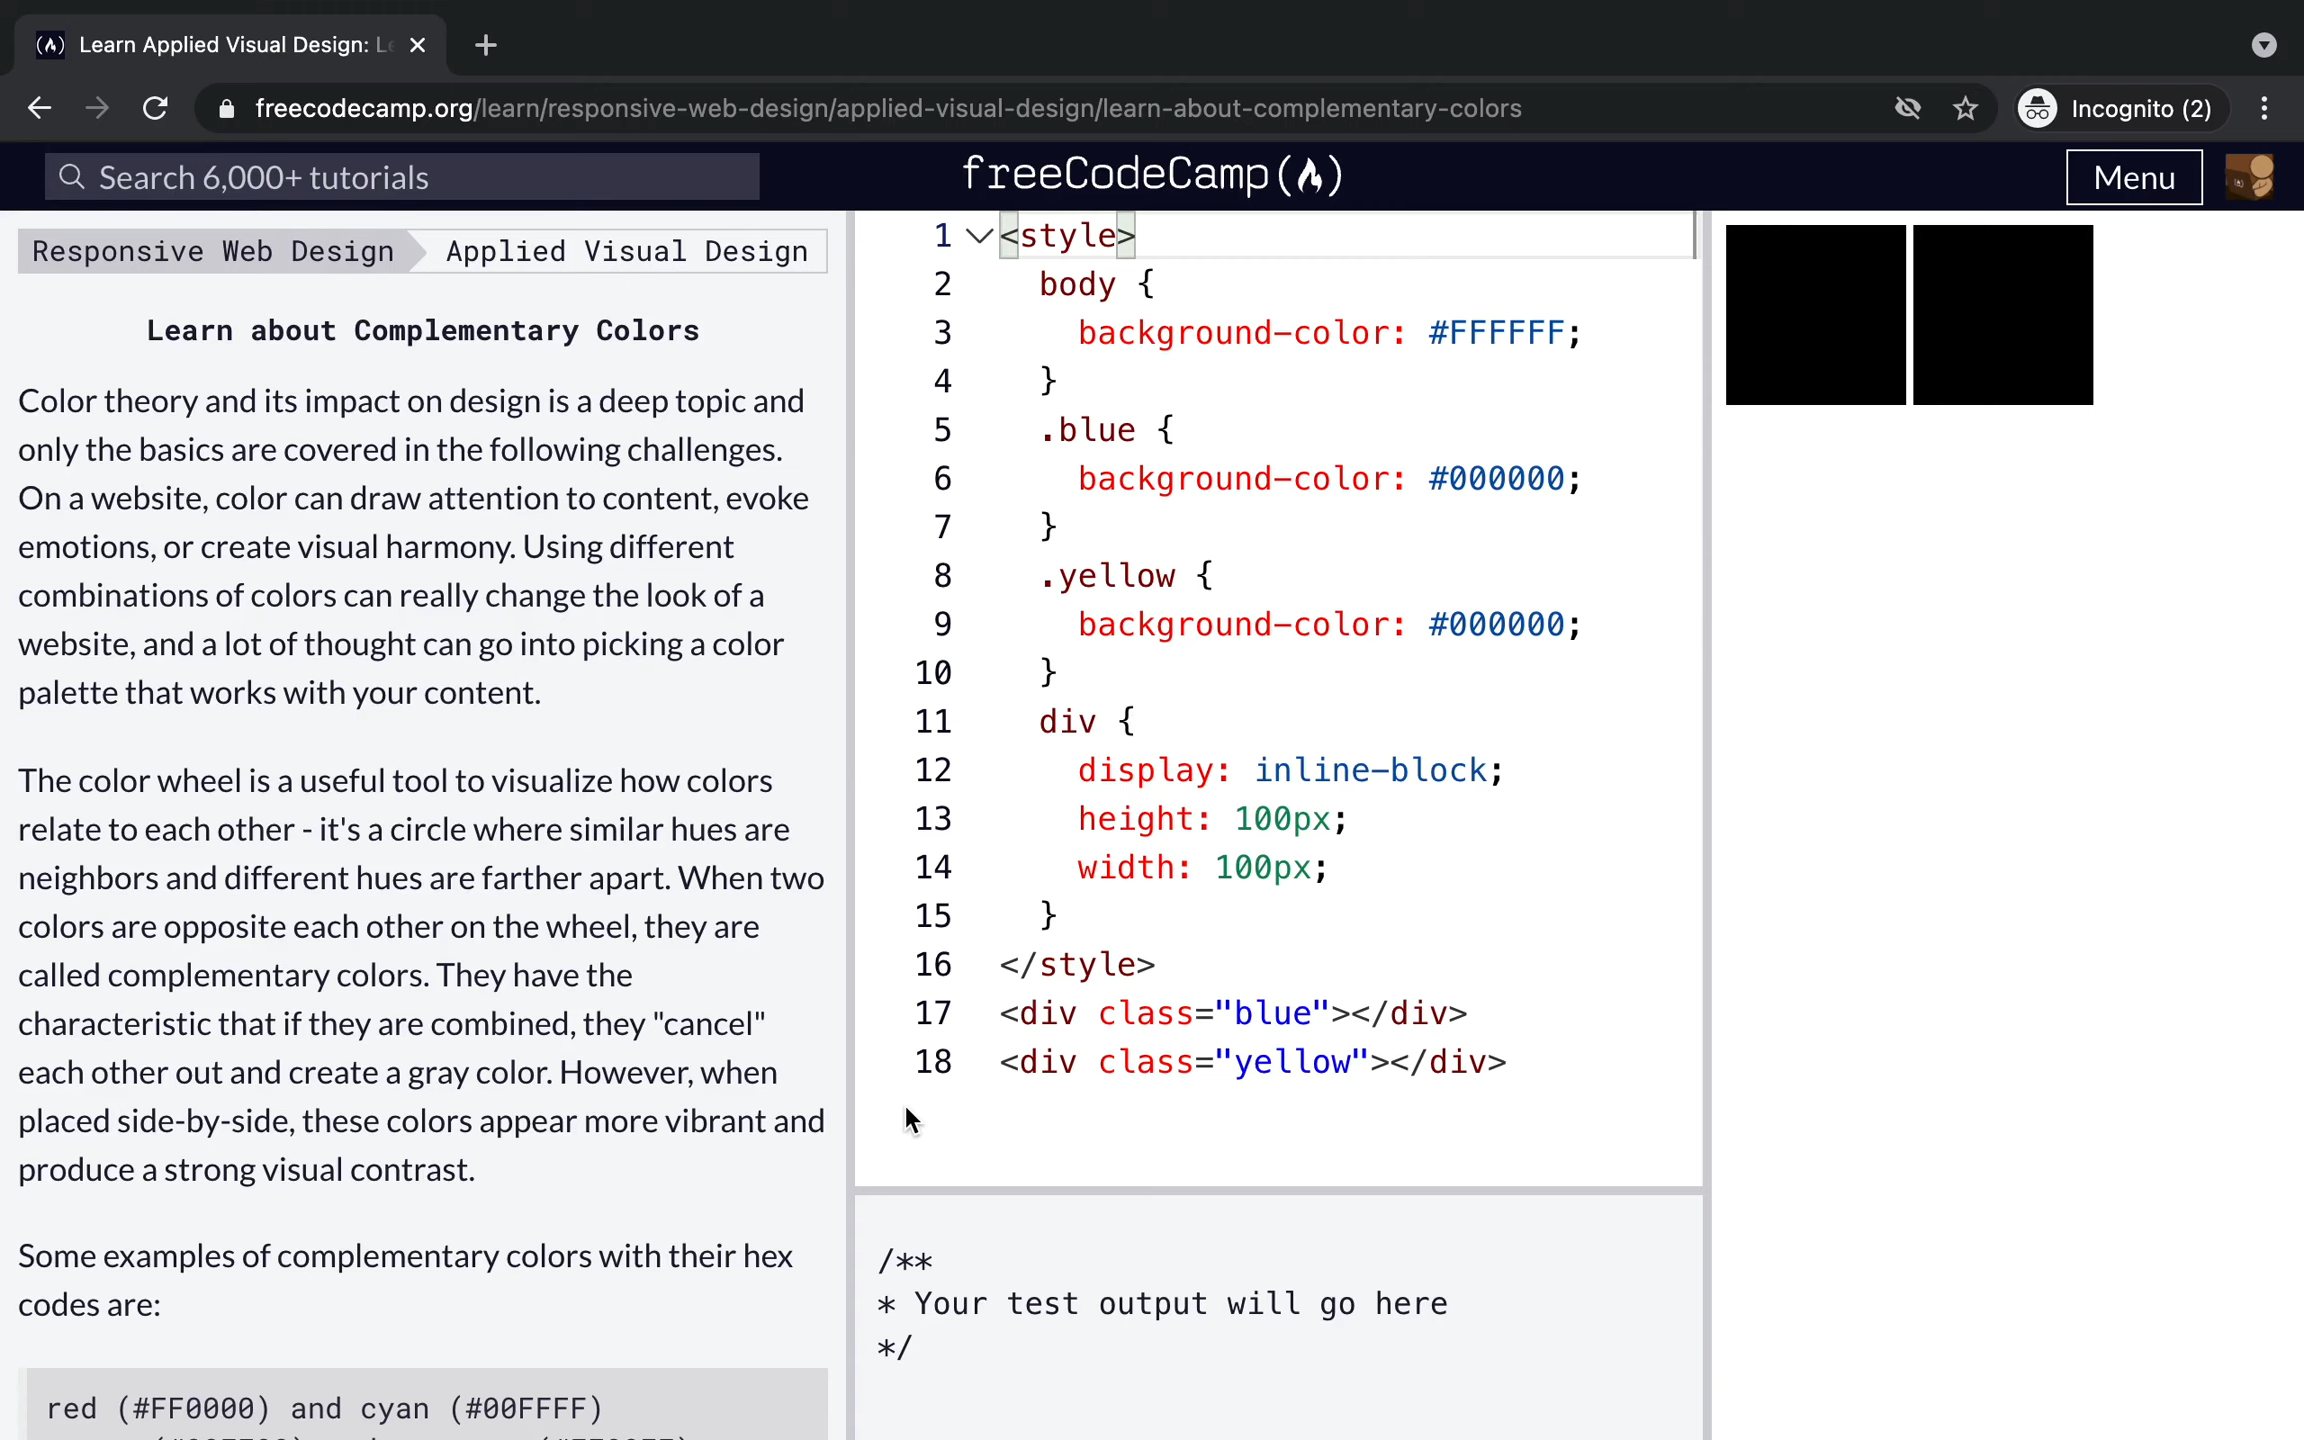 Learn Applied Visual Design: Le
freecodecamp.org/learn/responsive-web-design/applied-visual-design/learn-about-complementary-colors
Incognito (2)
Search 6,000+ tutorials
freeCodeCamp
Menu
Responsive Web Design
Applied Visual Design
Learn about Complementary Colors
Color theory and its impact on design is a deep topic and
only the basics are covered in the following challenges.
On a website, color can draw attention to content, evoke
emotions, or create visual harmony. Using different
combinations of colors can really change the look of a
website, and a lot of thought can go into picking a color
palette that works with your content.
The color wheel is a useful tool to visualize how colors
relate to each other - it's a circle where similar hues are
neighbors and different hues are farther apart. When two
colors are opposite each other on the wheel, they are
called complementary colors. They have the
characteristic that if they are combined, they "cancel"
each other out and create a gray color. However, when
placed side-by-side, these colors appear more vibrant and
produce a strong visual contrast.
Some examples of complementary colors with their hex
codes are:
red (#FF0000) and cyan (#00FFFF)
1 <style>
2 body {
3 background-color: #FFFFFF;
4 }
5 .blue {
6 background-color: #000000;
7 }
8 .yellow {
9 background-color: #000000;
10 }
11 div {
12 display: inline-block;
13 height: 100px;
14 width: 100px;
15 }
16 </style>
17 <div class="blue"></div>
18 <div class="yellow"></div>
/**
* Your test output will go here
*/